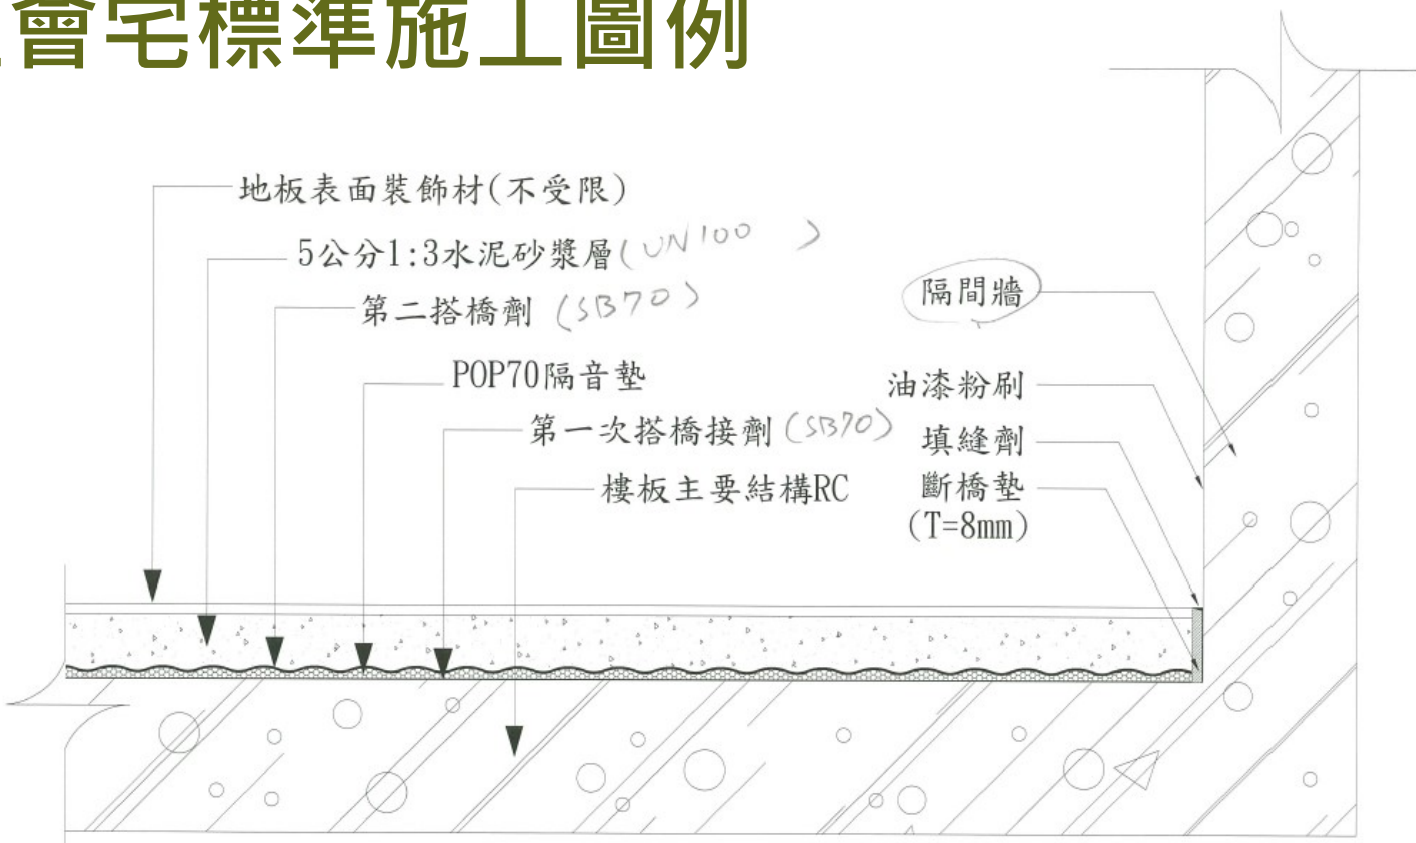 會宅標準施工圖例
地板表面裝飾材(不受限)
5公分1:3水泥砂漿層(UN100 )
第二搭橋劑 (SB70)
POP70隔音墊
第一次搭橋接劑(SB70)
樓板主要結構RC
隔間牆
油漆粉刷
填縫劑
斷橋墊
(T=8mm)